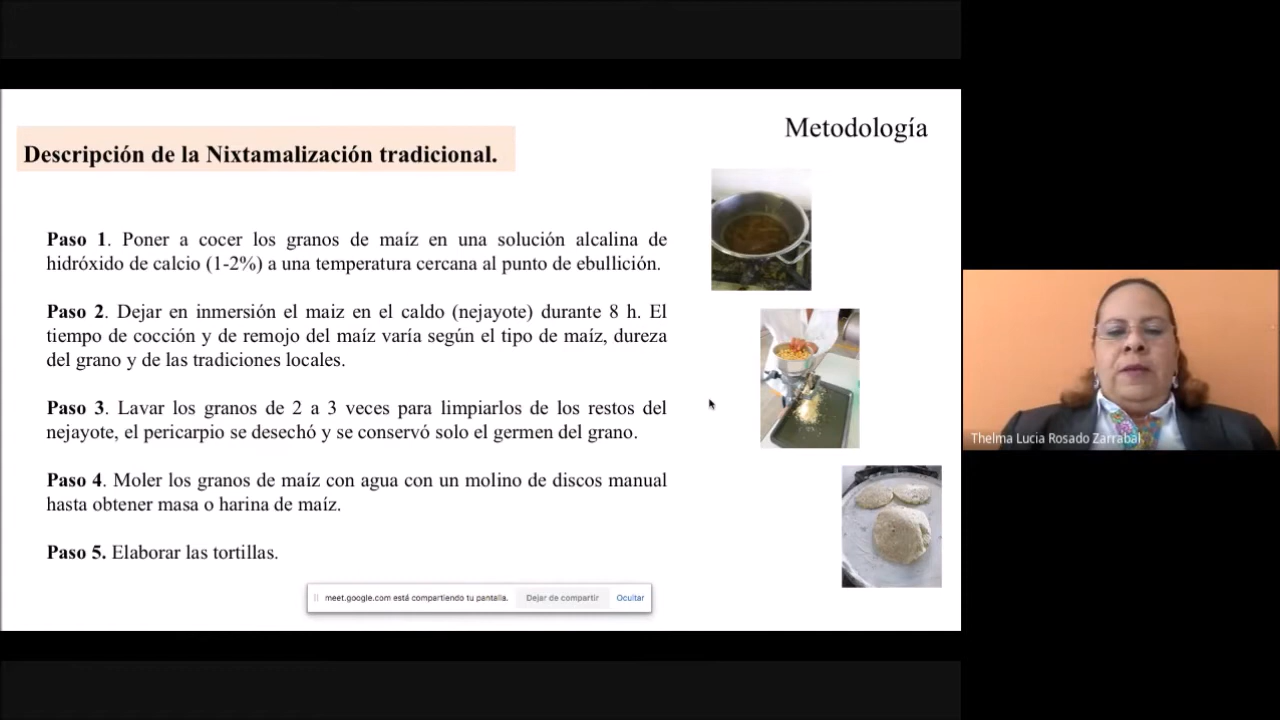 Metodología
Descripción de la Nixtamalización tradicional.
Paso 1. Poner a cocer los granos de maíz en una solución alcalina de
hidróxido de calcio (1-2%) a una temperatura cercana al punto de ebullición.
Paso 2. Dejar en inmersión el maiz en el caldo (nejayote) durante 8 h. El
tiempo de cocción y de remojo del maíz varía según el tipo de maíz, dureza
del grano y de las tradiciones locales.
Paso 3. Lavar los granos de 2 a 3 veces para limpiarlos de los restos del
nejayote, el pericarpio se desechó y se conservó solo el germen del grano.
Paso 4. Moler los granos de maíz con agua con un molino de discos manual
hasta obtener masa o harina de maíz.
Paso 5. Elaborar las tortillas.
meet.google.com está compartiendo tu pantalla. Dejar de compartir Ocultar
Thelma Lucia Rosado Zarrabal